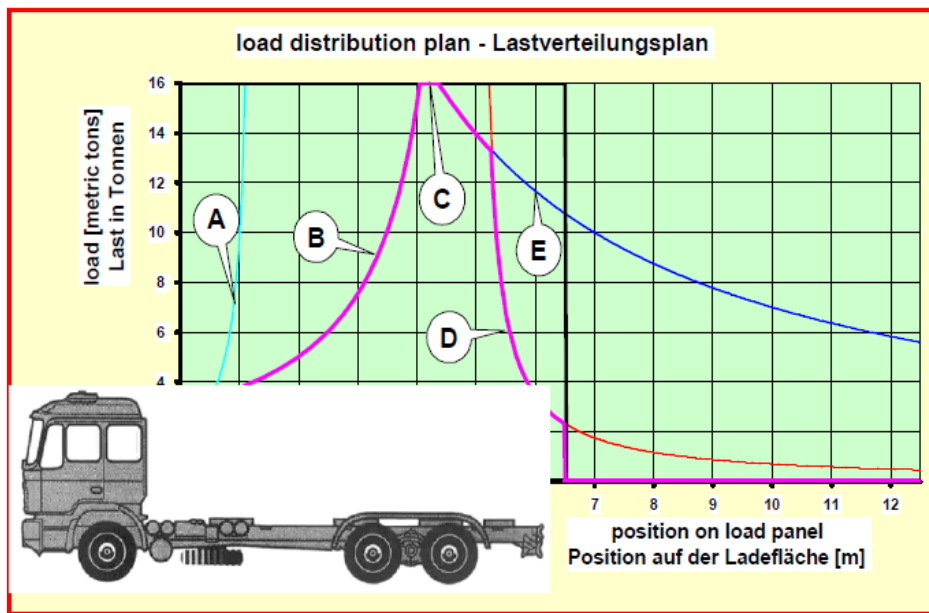 load distribution plan - Lastverteilungsplan
load [metric tons]
Last in Tonnen
16
14
12
10
8
6
4
A
B
C
D
E
7 8 9 10 11 12
position on load panel
Position auf der Ladefläche [m]